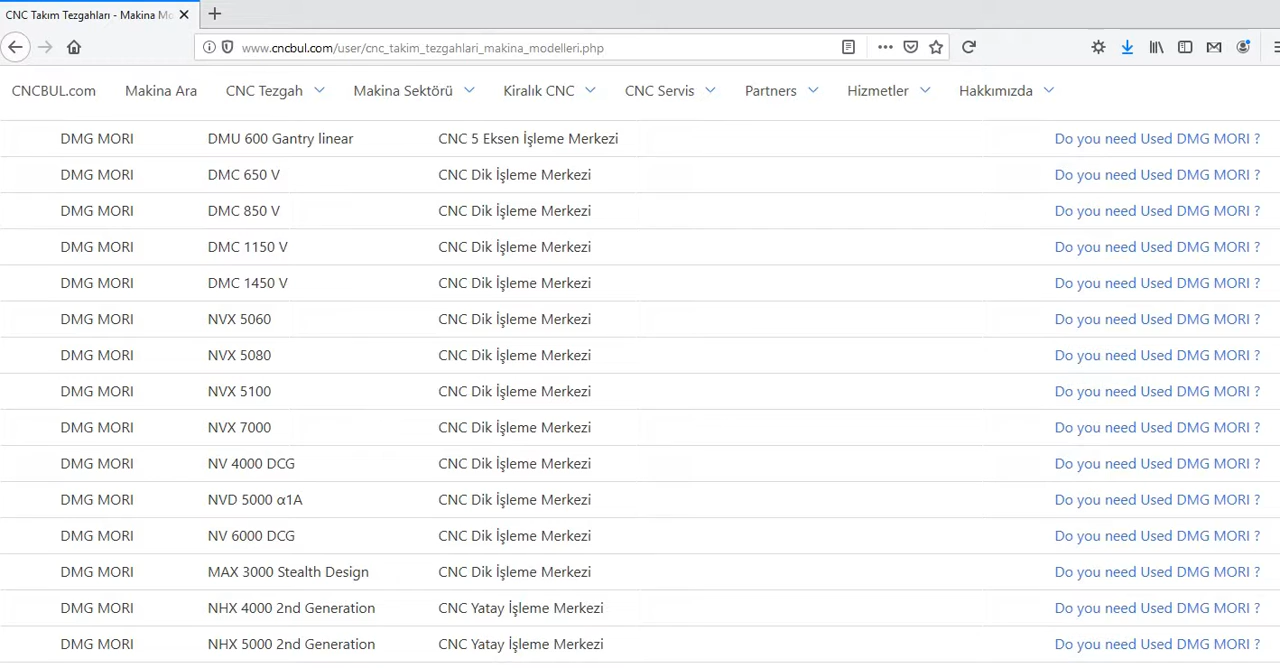 CNC Takım Tezgahları - Makina Mo
www.cncbul.com/user/cnc_takim_tezgahlari_makina_modelleri.php
CNCBUL.com Makina Ara CNC Tezgah Makina Sektörü Kiralık CNC CNC Servis Partners Hizmetler Hakkımızda
DMG MORI DMU 600 Gantry linear CNC 5 Eksen İşleme Merkezi Do you need Used DMG MORI ?
DMG MORI DMC 650 V CNC Dik İşleme Merkezi Do you need Used DMG MORI ?
DMG MORI DMC 850 V CNC Dik İşleme Merkezi Do you need Used DMG MORI ?
DMG MORI DMC 1150 V CNC Dik İşleme Merkezi Do you need Used DMG MORI ?
DMG MORI DMC 1450 V CNC Dik İşleme Merkezi Do you need Used DMG MORI ?
DMG MORI NVX 5060 CNC Dik İşleme Merkezi Do you need Used DMG MORI ?
DMG MORI NVX 5080 CNC Dik İşleme Merkezi Do you need Used DMG MORI ?
DMG MORI NVX 5100 CNC Dik İşleme Merkezi Do you need Used DMG MORI ?
DMG MORI NVX 7000 CNC Dik İşleme Merkezi Do you need Used DMG MORI ?
DMG MORI NV 4000 DCG CNC Dik İşleme Merkezi Do you need Used DMG MORI ?
DMG MORI NVD 5000 α1A CNC Dik İşleme Merkezi Do you need Used DMG MORI ?
DMG MORI NV 6000 DCG CNC Dik İşleme Merkezi Do you need Used DMG MORI ?
DMG MORI MAX 3000 Stealth Design CNC Dik İşleme Merkezi Do you need Used DMG MORI ?
DMG MORI NHX 4000 2nd Generation CNC Yatay İşleme Merkezi Do you need Used DMG MORI ?
DMG MORI NHX 5000 2nd Generation CNC Yatay İşleme Merkezi Do you need Used DMG MORI ?